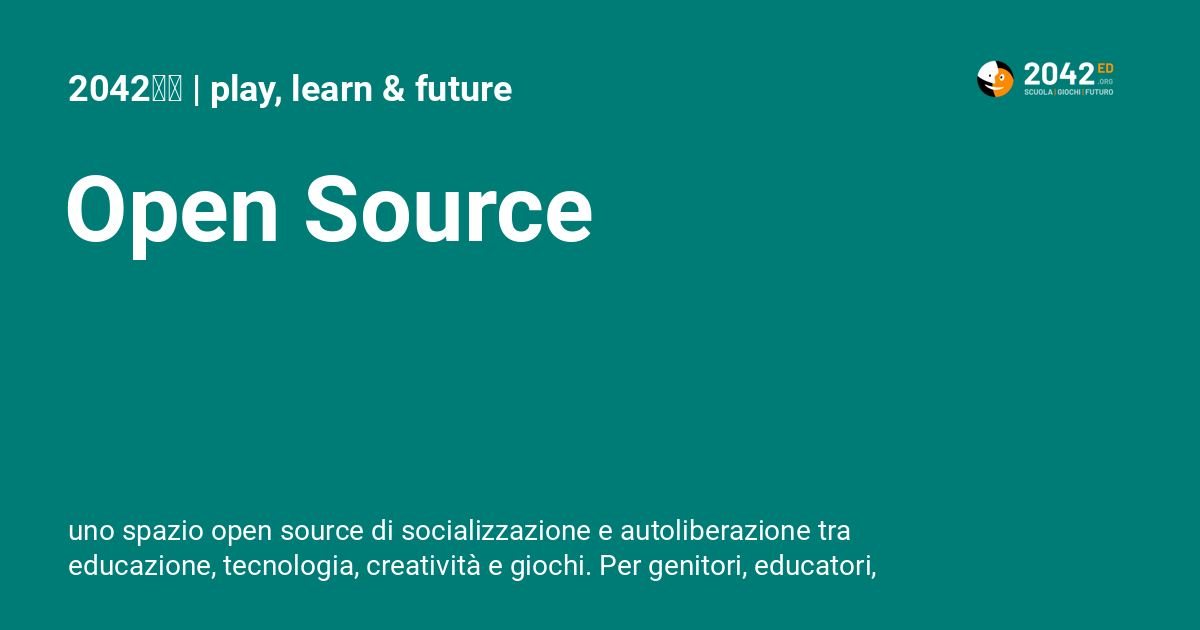 2042 | play, learn & future
2042 ED
.ORG
SCUOLA | GIOCHI | FUTURO
Open Source
uno spazio open source di socializzazione e autoliberazione tra
educazione, tecnologia, creatività e giochi. Per genitori, educatori,